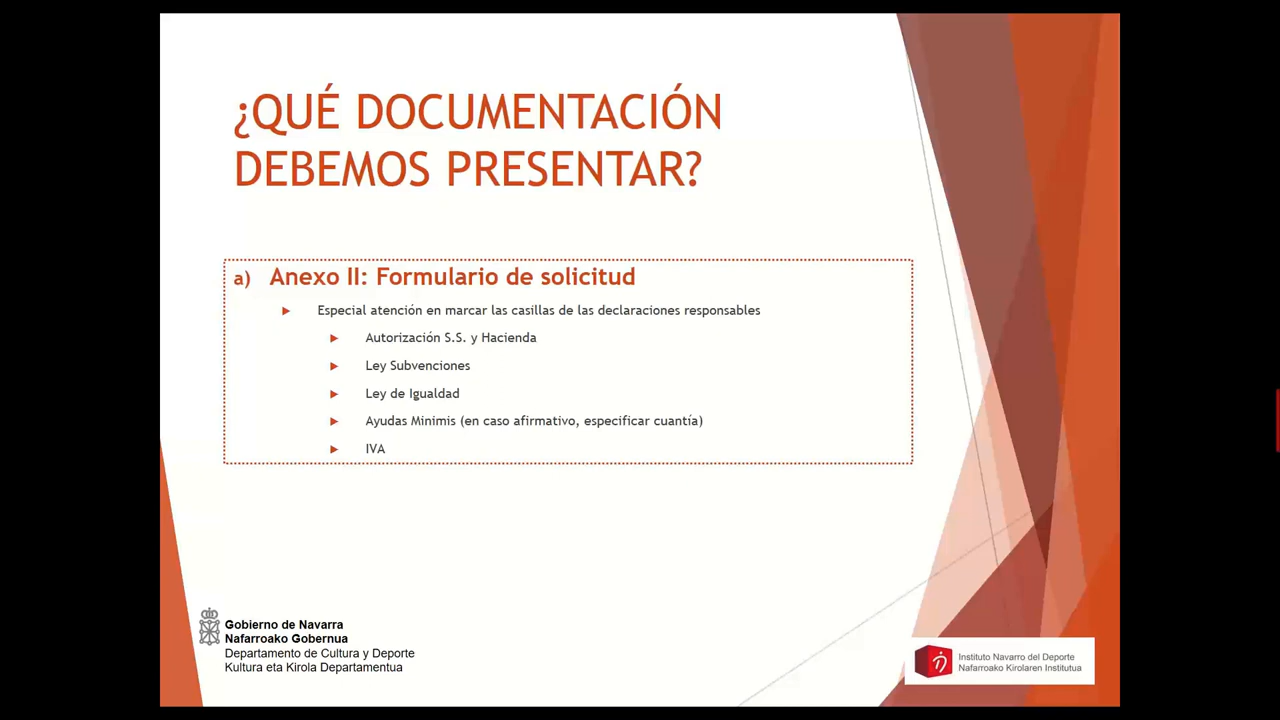 ¿QUÉ DOCUMENTACIÓN
DEBEMOS PRESENTAR?
a) Anexo II: Formulario de solicitud
Especial atención en marcar las casillas de las declaraciones responsables
Autorización S.S. y Hacienda
Ley Subvenciones
Ley de Igualdad
Ayudas Minimis (en caso afirmativo, especificar cuantía)
IVA
Gobierno de Navarra
Nafarroako Gobernua
Departamento de Cultura y Deporte
Kultura eta Kirola Departamentua
Instituto Navarro del Deporte
Nafarroako Kirolaren Institutua